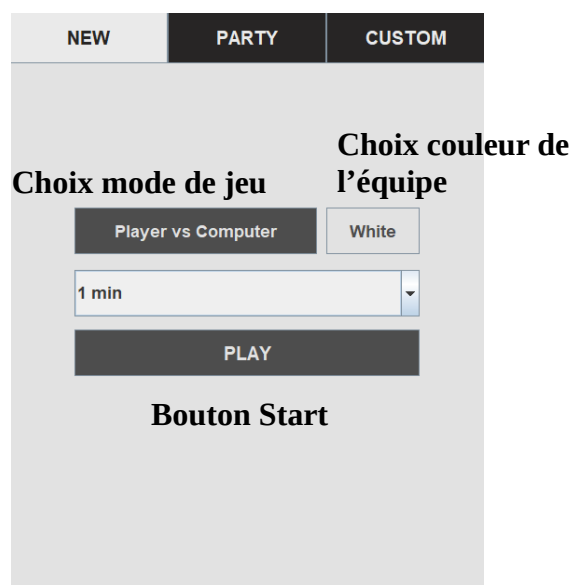 NEW PARTY CUSTOM
Choix couleur de
l’équipe
Choix mode de jeu
Player vs Computer White
1 min
PLAY
Bouton Start